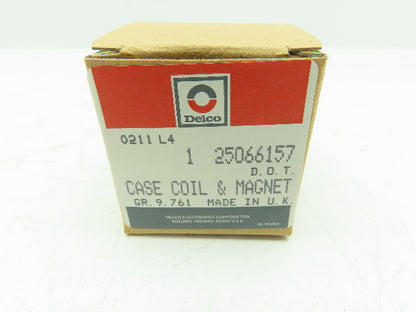 Delco
0211 L4
1 25066157
D.O.T.
CASE COIL & MAGNET
GR.9.761 MADE IN U.K.
DELCO ELECTRONICS CORPORATION
KOKOMO, INDIANA 46902 U.S.A.